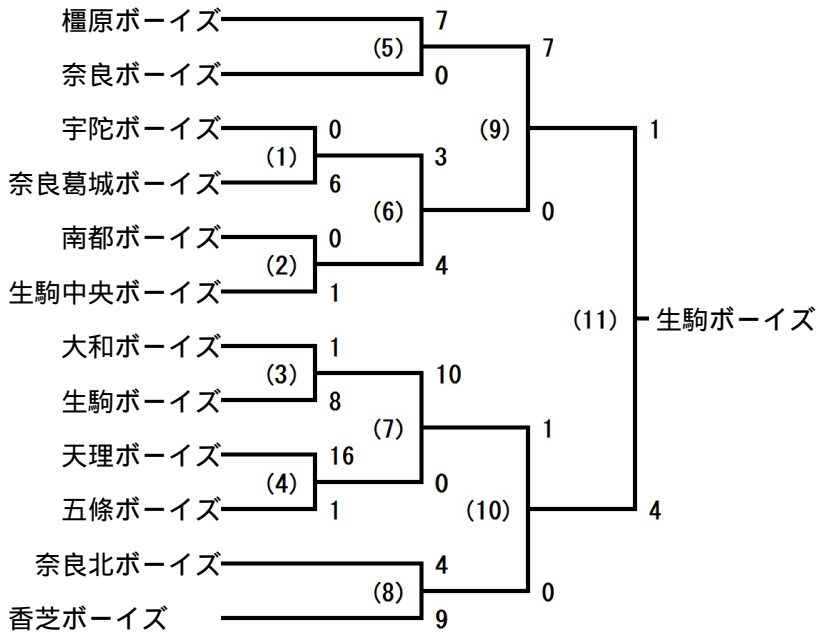 橿原ボーイズ 7
(5) 7
奈良ボーイズ 0
宇陀ボーイズ 0
(9) 1
(1) 3
奈良葛城ボーイズ 6
(6) 0
南都ボーイズ 0
(2) 4
生駒中央ボーイズ 1
(11) 生駒ボーイズ
大和ボーイズ 1
(3) 10
生駒ボーイズ 8
(7) 1
天理ボーイズ 16
(4) 0
五條ボーイズ 1
(10) 4
奈良北ボーイズ 4
(8) 0
香芝ボーイズ 9